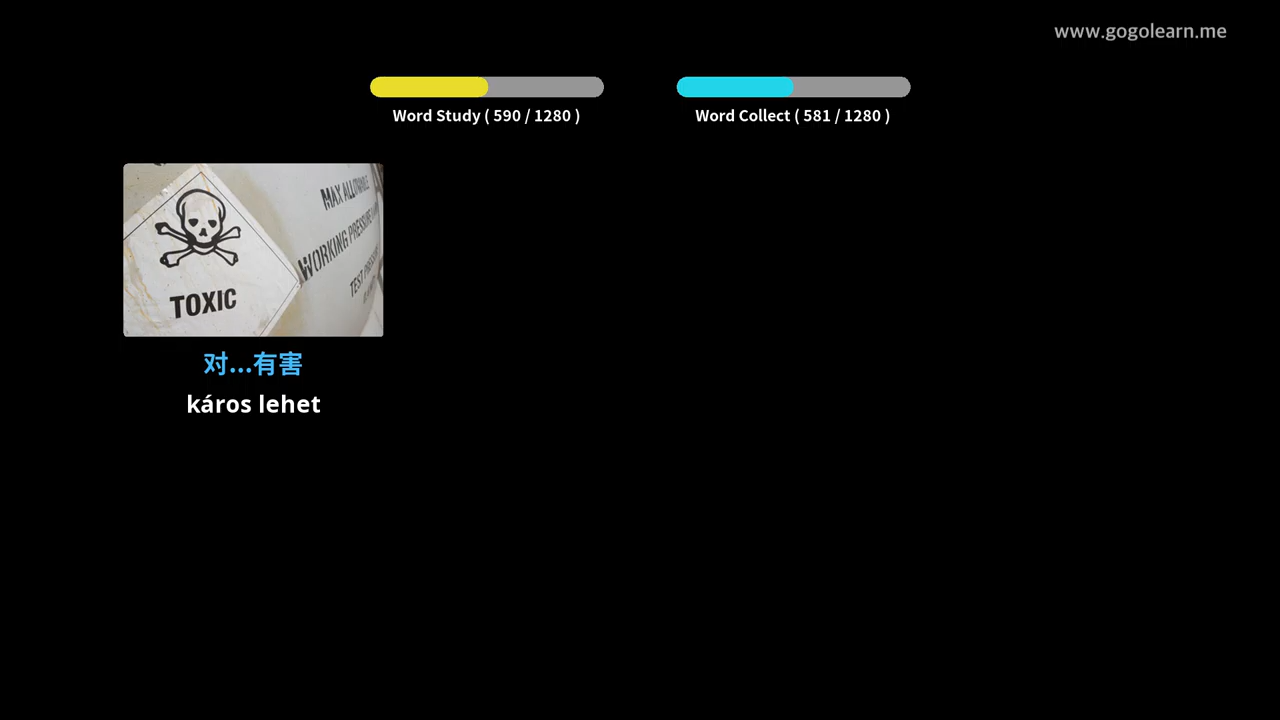 www.gogolearn.me
Word Study ( 590 / 1280 )
Word Collect ( 581 / 1280 )
MAX ALLOWABLE
WORKING PRESSURE
TEST
TOXIC
对...有害
káros lehet